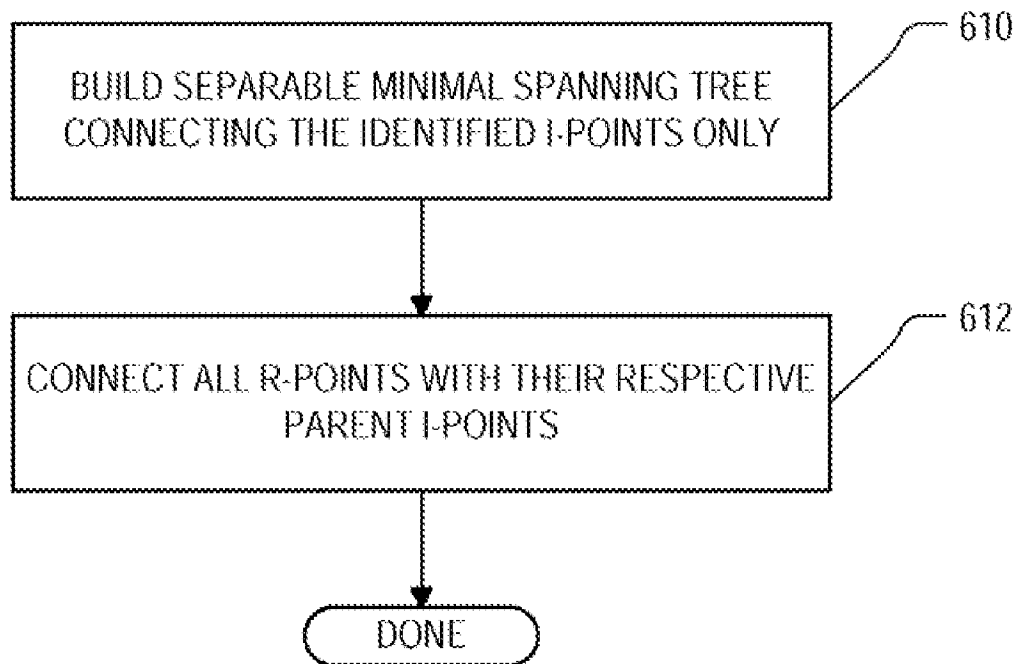 610
BUILD SEPARABLE MINIMAL SPANNING TREE
CONNECTING THE IDENTIFIED I-POINTS ONLY
612
CONNECT ALL R-POINTS WITH THEIR RESPECTIVE
PARENT I-POINTS
DONE